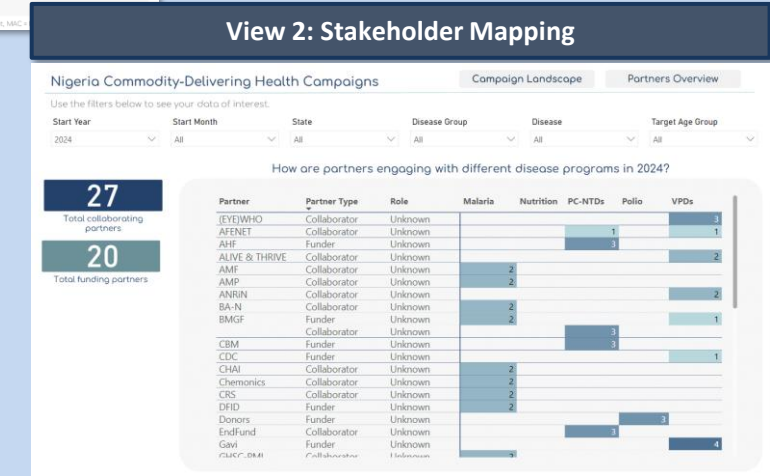 t, MAC
View 2: Stakeholder Mapping
Nigeria Commodity-Delivering Health Campaigns
Campaign Landscape
Partners Overview
Use the filters below to see your data of interest.
Start Year Start Month State Disease Group Disease Target Age Group
2024 All All All All All
How are partners engaging with different disease programs in 2024?
27
Total collaborating
partners
20
Total funding partners
Partner Partner Type Role Malaria Nutrition PC-NTDs Polio VPDs
(EYE)WHO Collaborator Unknown 3
AFENET Collaborator Unknown 1 1
AHF Funder Unknown 3
ALIVE & THRIVE Collaborator Unknown 2
AMF Collaborator Unknown 2
AMP Collaborator Unknown 2
ANRiN Collaborator Unknown 2
BA-N Collaborator Unknown 2
BMGF Funder Unknown 2 1
Collaborator Unknown 3
CBM Funder Unknown 3
CDC Funder Unknown 1
CHAI Collaborator Unknown 2
Chemonics Collaborator Unknown 2
CRS Collaborator Unknown 2
DFID Funder Unknown 2
Donors Funder Unknown 3
EndFund Collaborator Unknown 3
Gavi Funder Unknown 4
GHSC-PMI Collaborator Unknown 2